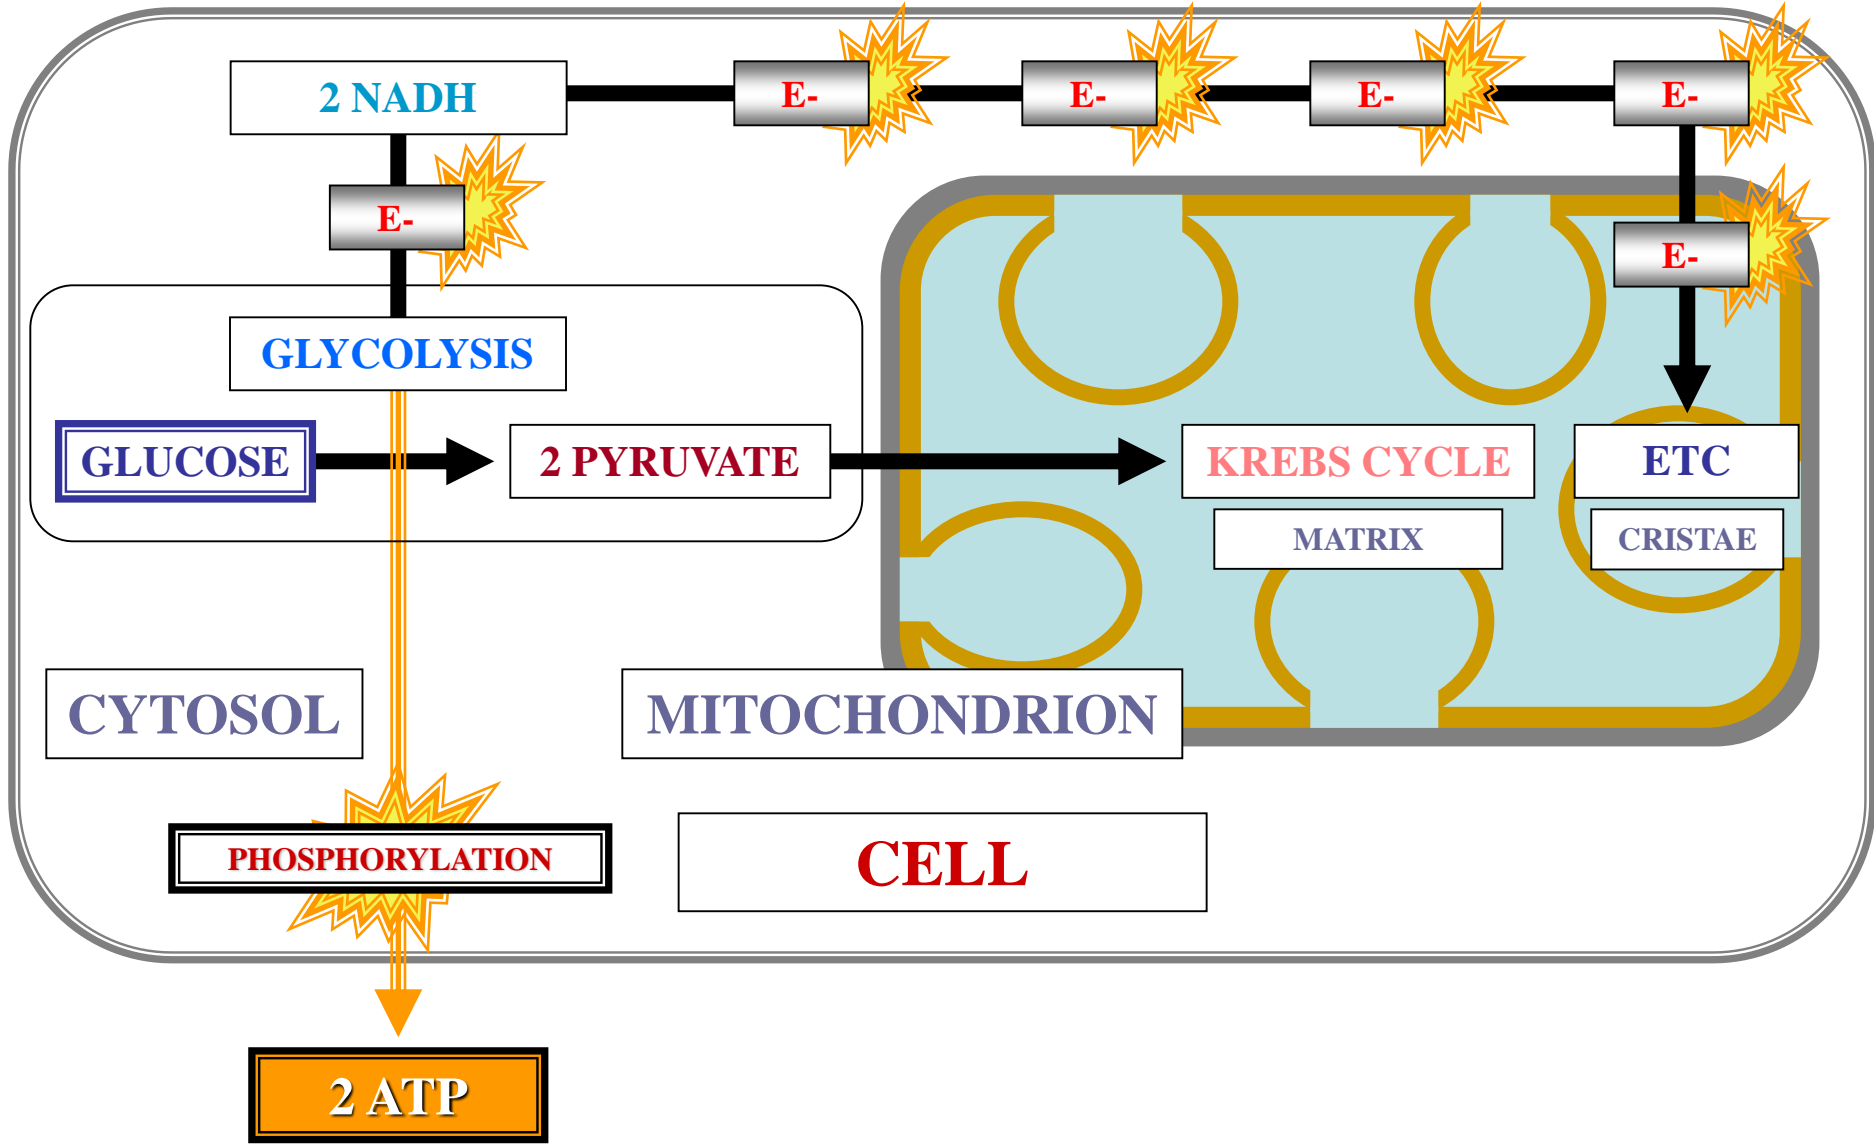 2 NADH
E-
E-
E-
E-
E-
E-
GLYCOLYSIS
GLUCOSE
2 PYRUVATE
KREBS CYCLE
ETC
MATRIX
CRISTAE
CYTOSOL
MITOCHONDRION
PHOSPHORYLATION
CELL
2 ATP